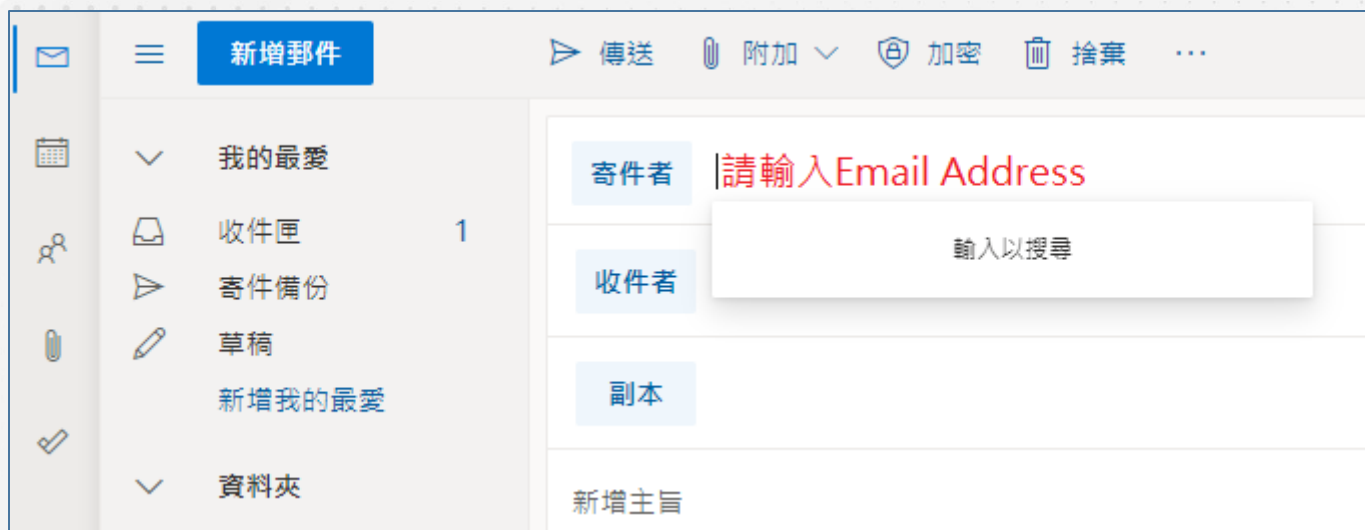 新增郵件
傳送 附加 加密 捨棄 ...
我的最愛
收件匣 1
寄件備份
草稿
新增我的最愛
資料夾
寄件者 請輸入Email Address
輸入以搜尋
收件者
副本
新增主旨